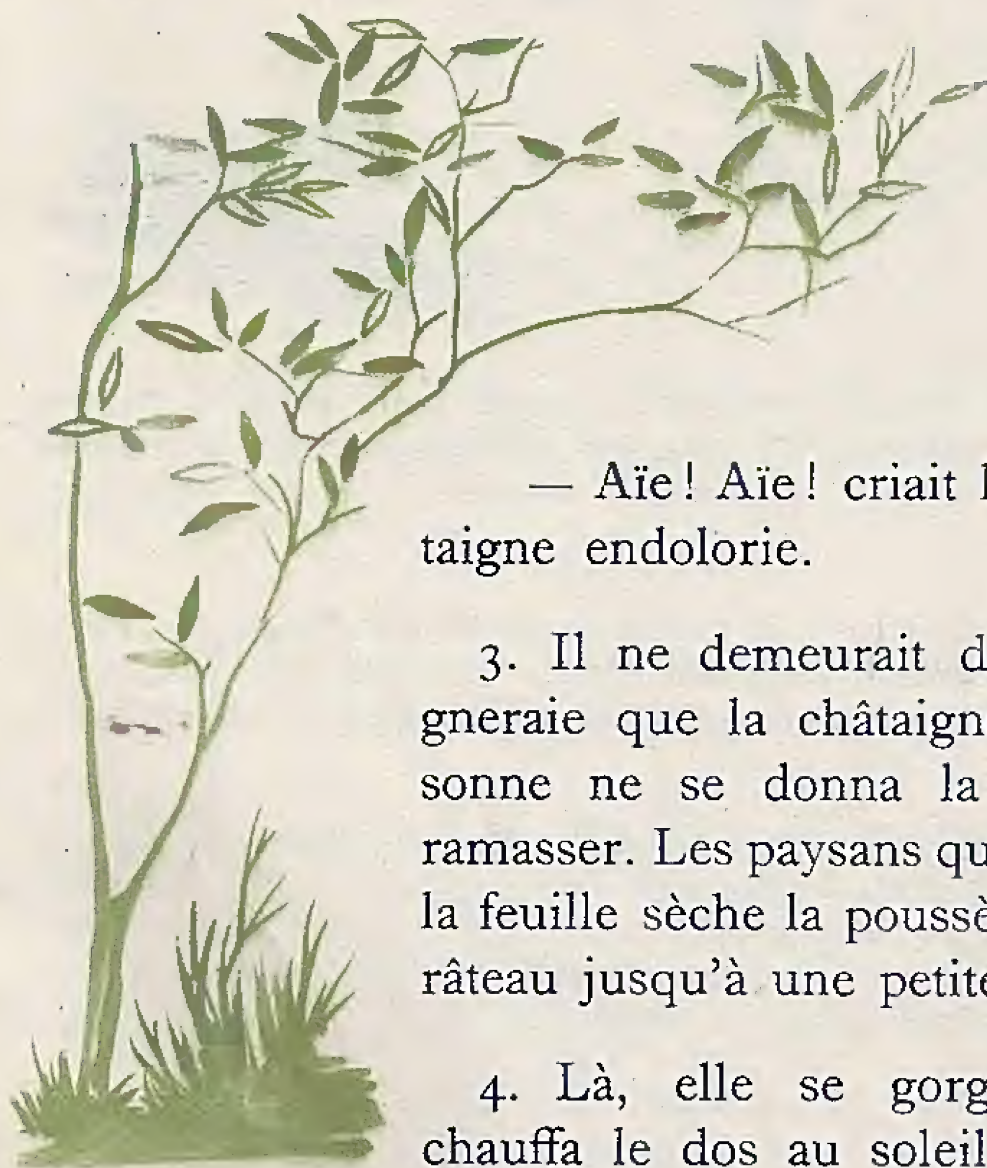 — Aïe! Aïe! criait
taigne endolorie.
3. Il ne demeurait
gneraie que la châtaign
sonne ne se donna la
ramasser. Les paysans qu
la feuille sèche la poussè
râteau jusqu’à une petite
4. Là, elle se gorg
chauffa le dos au soleil